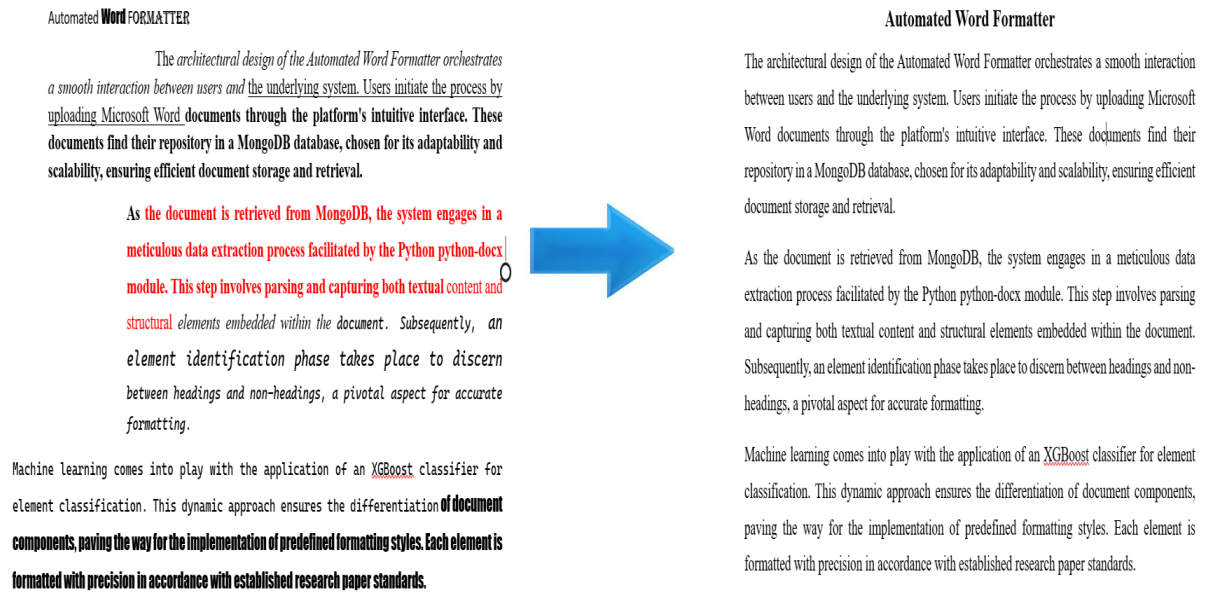 Automated Word FORMATTER
The architectural design of the Automated Word Formatter orchestrates
a smooth interaction between users and the underlying system. Users initiate the process by
uploading Microsoft Word documents through the platform's intuitive interface. These
documents find their repository in a MongoDB database, chosen for its adaptability and
scalability, ensuring efficient document storage and retrieval.
As the document is retrieved from MongoDB, the system engages in a
meticulous data extraction process facilitated by the Python python-docx
module. This step involves parsing and capturing both textual content and
structural elements embedded within the document. Subsequently, an
element identification phase takes place to discern
between headings and non-headings, a pivotal aspect for accurate
formatting.
Machine learning comes into play with the application of an XGBoost classifier for
element classification. This dynamic approach ensures the differentiation of document
components, paving the way for the implementation of predefined formatting styles. Each element is
formatted with precision in accordance with established research paper standards.
Automated Word Formatter
The architectural design of the Automated Word Formatter orchestrates a smooth interaction
between users and the underlying system. Users initiate the process by uploading Microsoft
Word documents through the platform's intuitive interface. These documents find their
repository in a MongoDB database, chosen for its adaptability and scalability, ensuring efficient
document storage and retrieval.
As the document is retrieved from MongoDB, the system engages in a meticulous data
extraction process facilitated by the Python python-docx module. This step involves parsing
and capturing both textual content and structural elements embedded within the document.
Subsequently, an element identification phase takes place to discern between headings and non-
headings, a pivotal aspect for accurate formatting.
Machine learning comes into play with the application of an XGBoost classifier for element
classification. This dynamic approach ensures the differentiation of document components,
paving the way for the implementation of predefined formatting styles. Each element is
formatted with precision in accordance with established research paper standards.